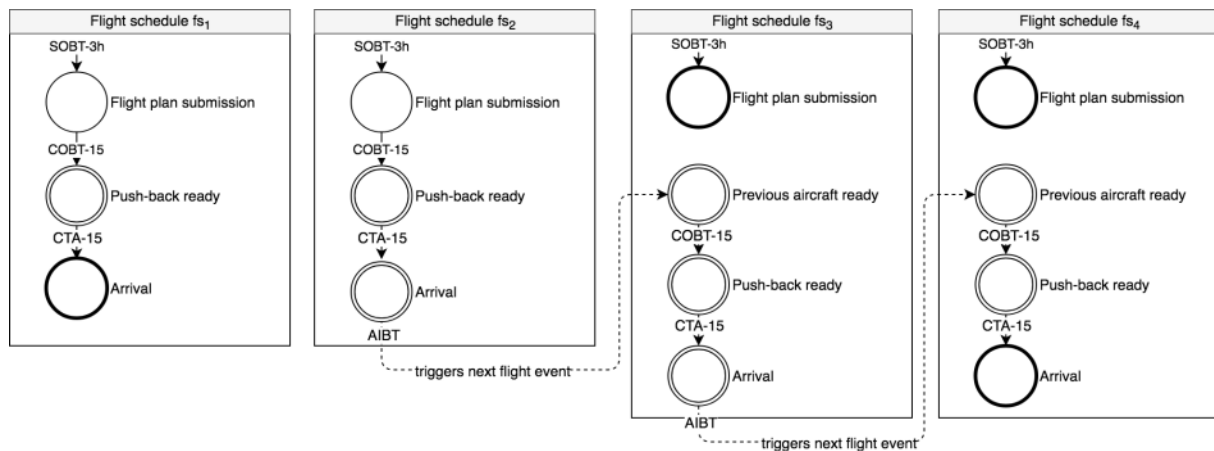 Flight schedule fs1
SOBT-3h
Flight plan submission
COBT-15
Push-back ready
CTA-15
Arrival
Flight schedule fs2
SOBT-3h
Flight plan submission
COBT-15
Push-back ready
CTA-15
Arrival
AIBT
triggers next flight event
Flight schedule fs3
SOBT-3h
Flight plan submission
Previous aircraft ready
COBT-15
Push-back ready
CTA-15
Arrival
AIBT
triggers next flight event
Flight schedule fs4
SOBT-3h
Flight plan submission
Previous aircraft ready
COBT-15
Push-back ready
CTA-15
Arrival